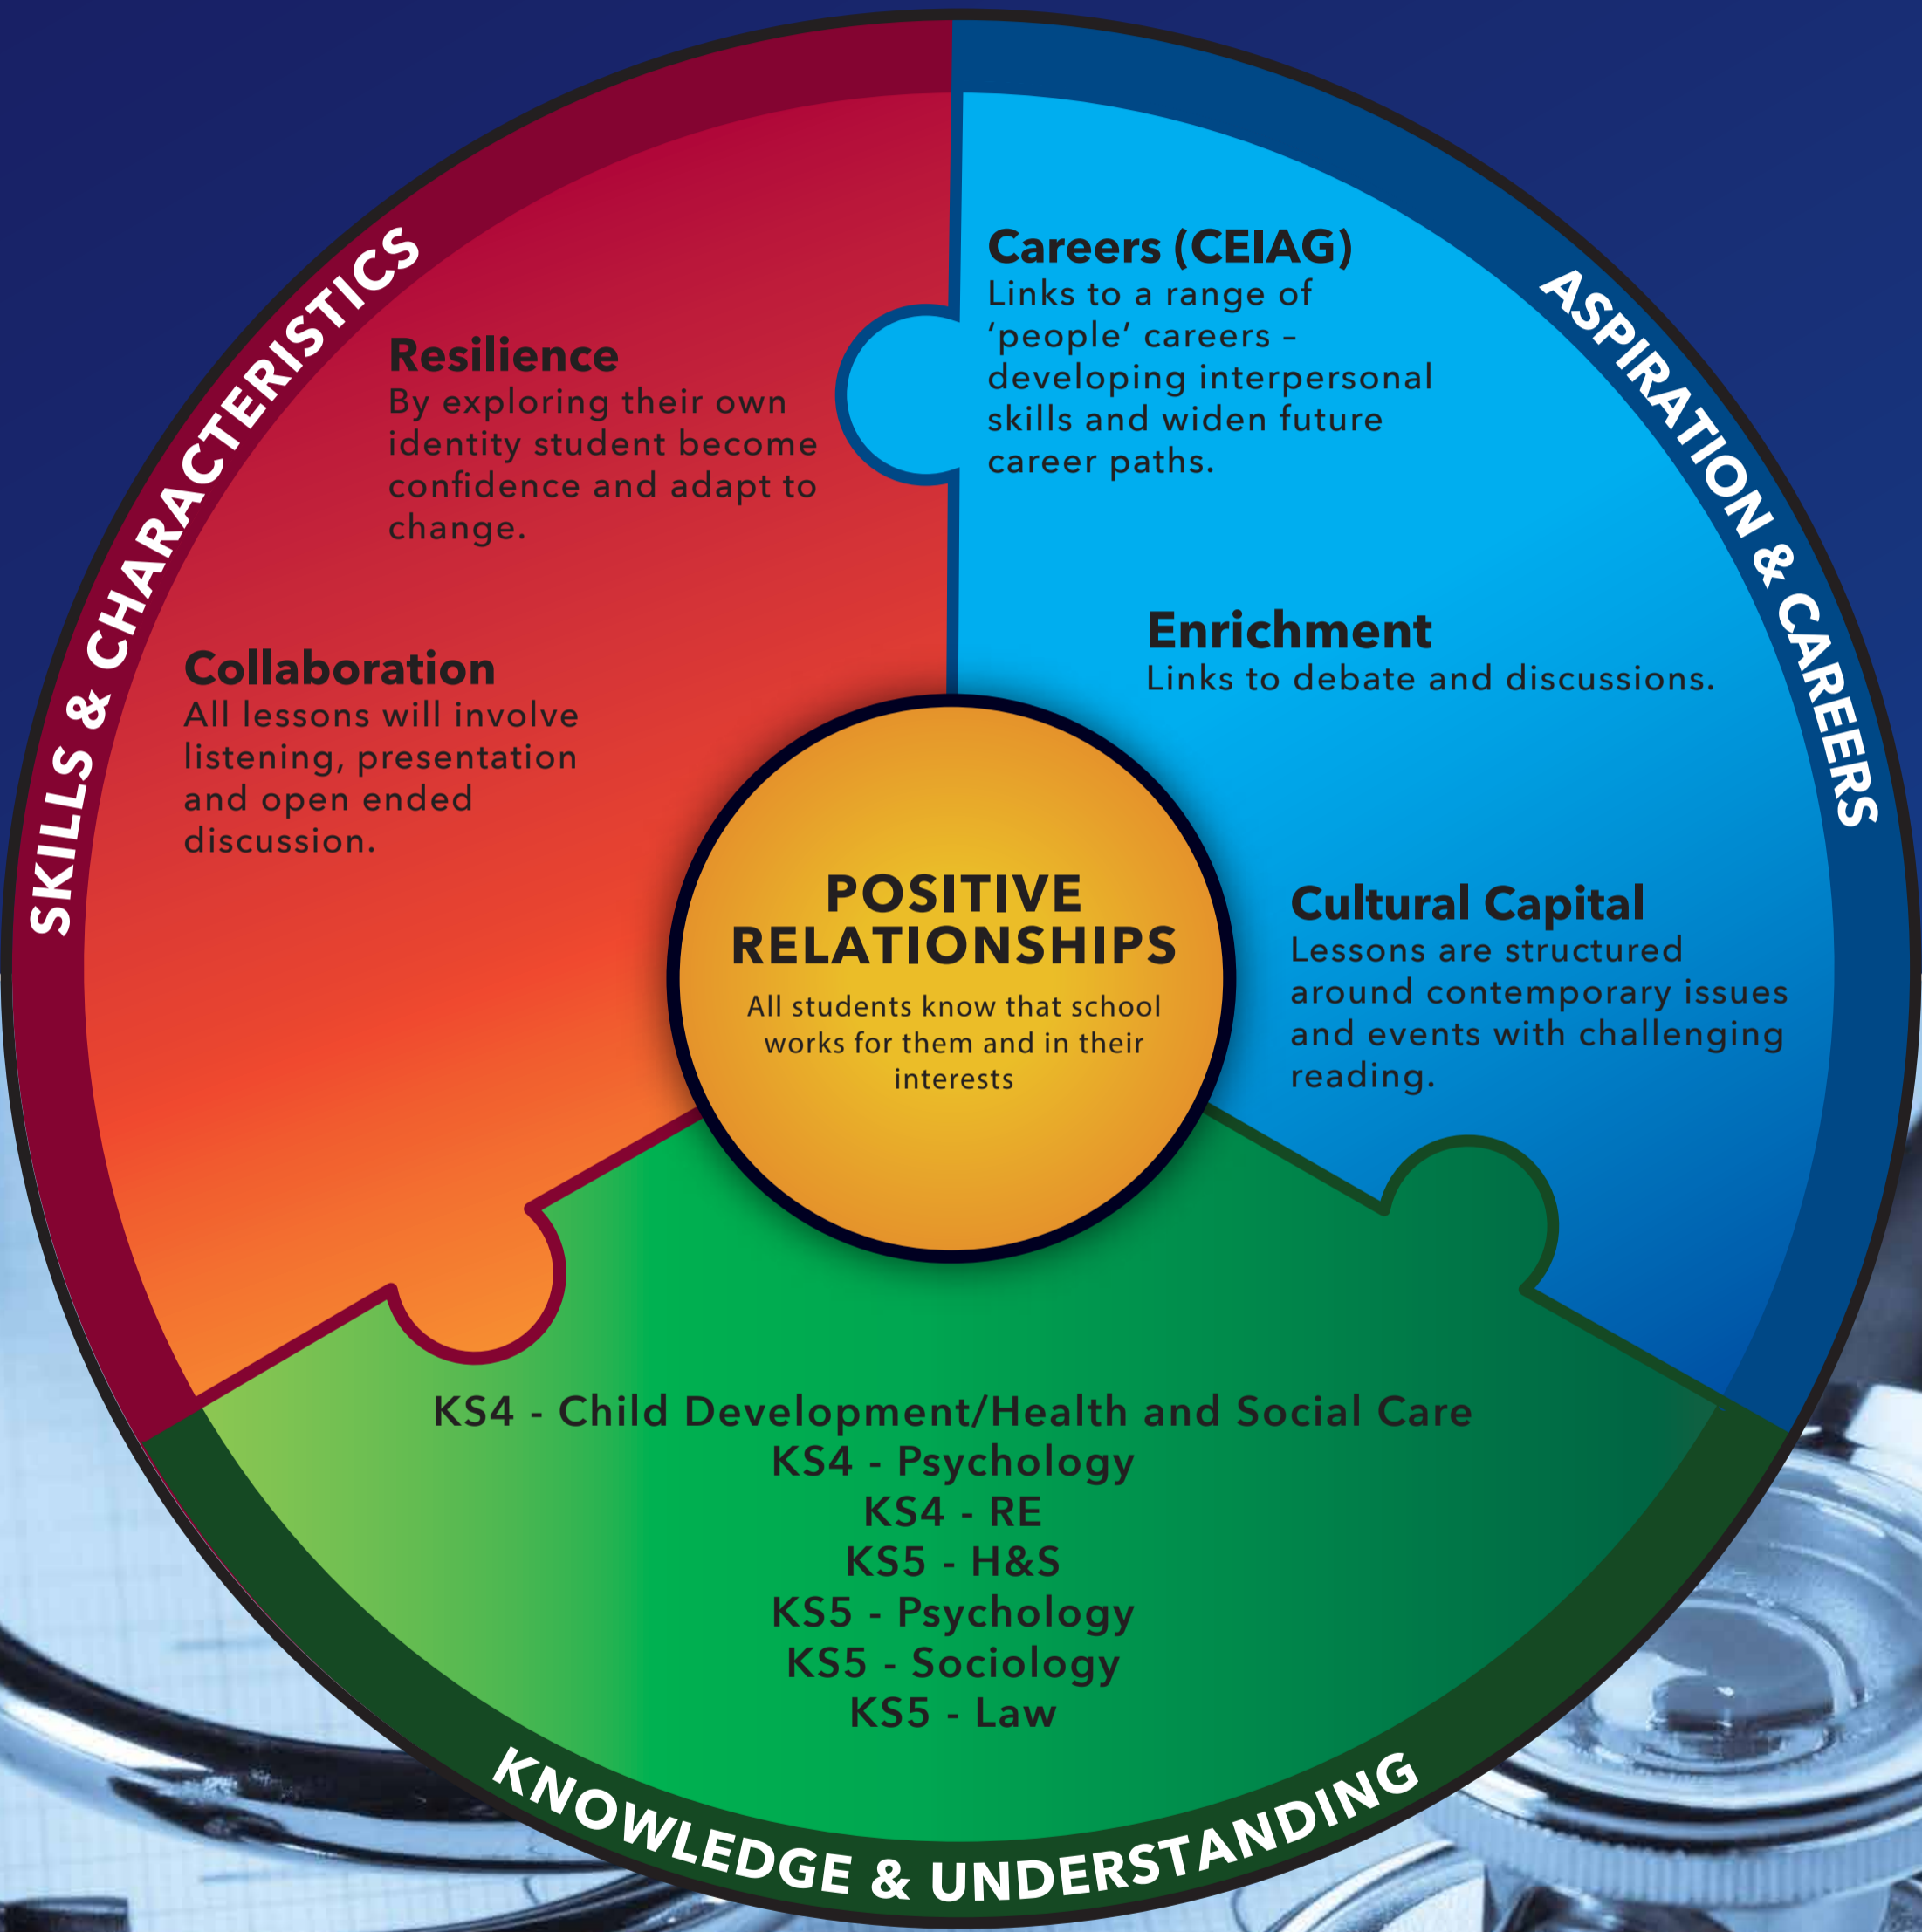 SKILLS & CHARACTERISTICS
Resilience
By exploring their own
identity student become
confidence and adapt to
change.
Collaboration
All lessons will involve
listening, presentation
and open ended
discussion.
ASPIRATION & CAREERS
Careers (CEIAG)
Links to a range of
‘people’ careers –
developing interpersonal
skills and widen future
career paths.
Enrichment
Links to debate and discussions.
Cultural Capital
Lessons are structured
around contemporary issues
and events with challenging
reading.
POSITIVE
RELATIONSHIPS
All students know that school
works for them and in their
interests
KS4 - Child Development/Health and Social Care
KS4 - Psychology
KS4 - RE
KS5 - H&S
KS5 - Psychology
KS5 - Sociology
KS5 - Law
KNOWLEDGE & UNDERSTANDING